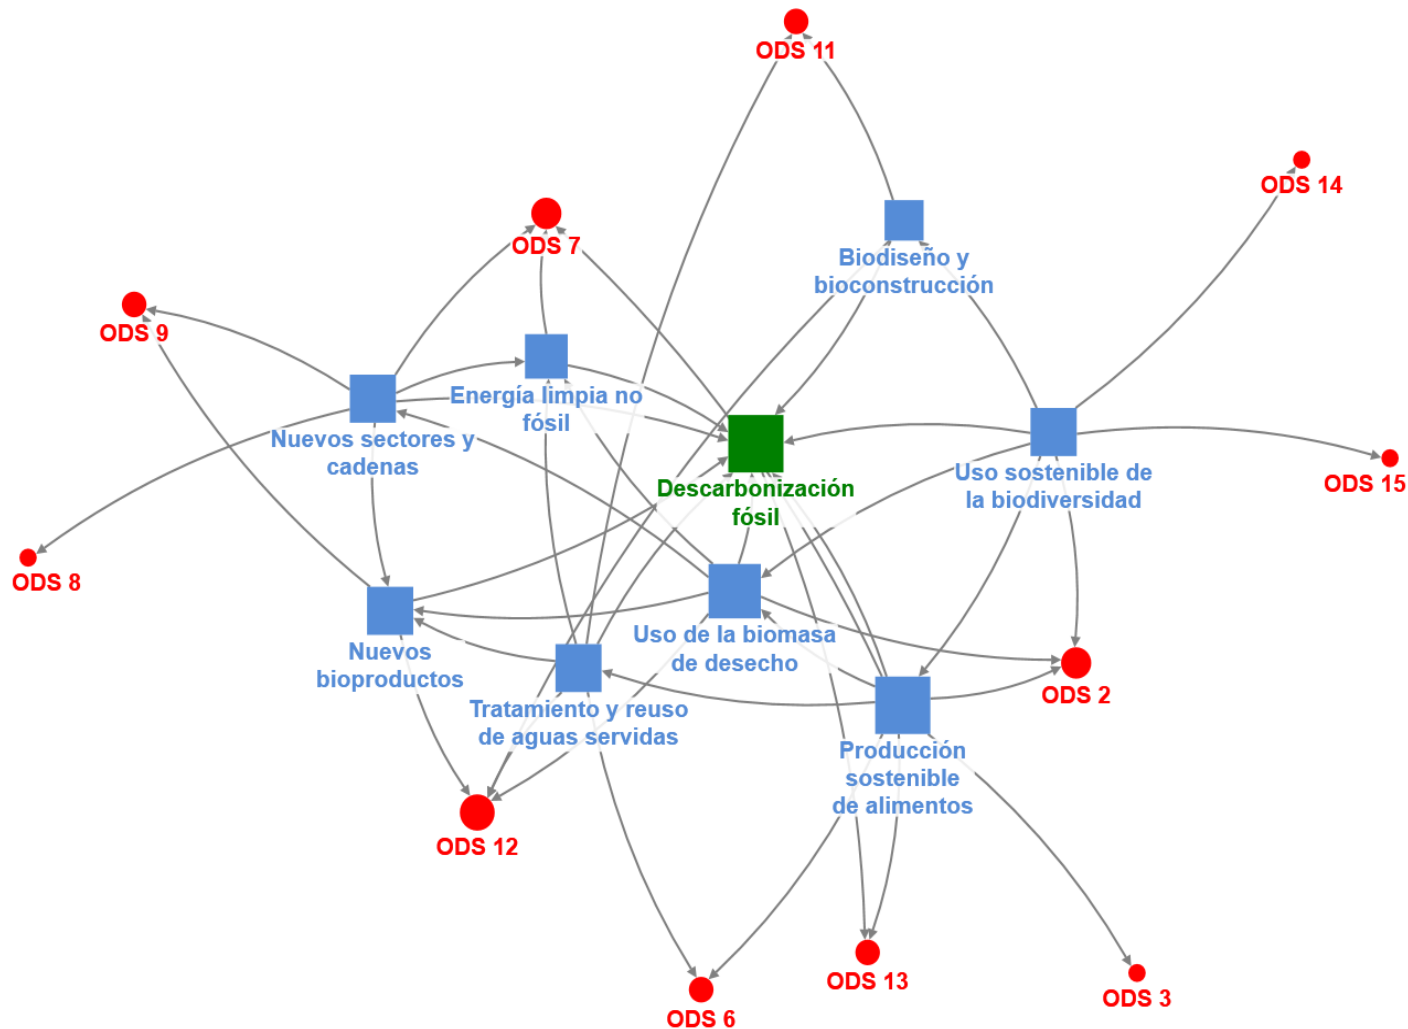 ODS 11
ODS 14
ODS 7
Biodiseño y
bioconstrucción
ODS 9
Energía limpia no
fósil
Nuevos sectores y
cadenas
Uso sostenible de
la biodiversidad
ODS 15
Descarbonización
fósil
ODS 8
Uso de la biomasa
de desecho
Nuevos
bioproductos
ODS 2
Tratamiento y reuso
de aguas servidas
Producción
sostenible
de alimentos
ODS 12
ODS 13
ODS 3
ODS 6